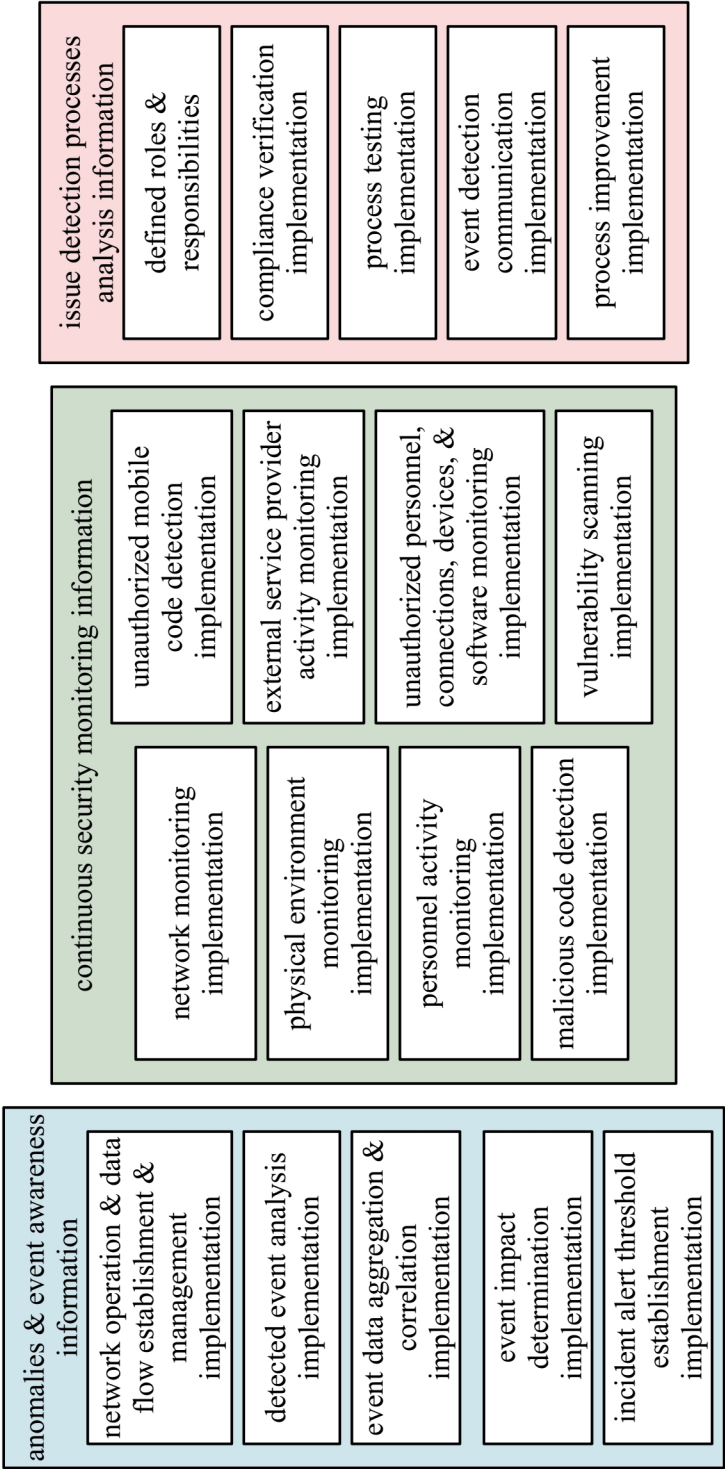 anomalies & event awareness
information
network operation & data
flow establishment &
management
implementation
detected event analysis
implementation
event data aggregation &
correlation
implementation
event impact
determination
implementation
incident alert threshold
establishment
implementation
continuous security monitoring information
network monitoring
implementation
physical environment
monitoring
implementation
personnel activity
monitoring
implementation
malicious code detection
implementation
unauthorized mobile
code detection
implementation
external service provider
activity monitoring
implementation
unauthorized personnel,
connections, devices, &
software monitoring
implementation
vulnerability scanning
implementation
issue detection processes
analysis information
defined roles &
responsibilities
compliance verification
implementation
process testing
implementation
event detection
communication
implementation
process improvement
implementation